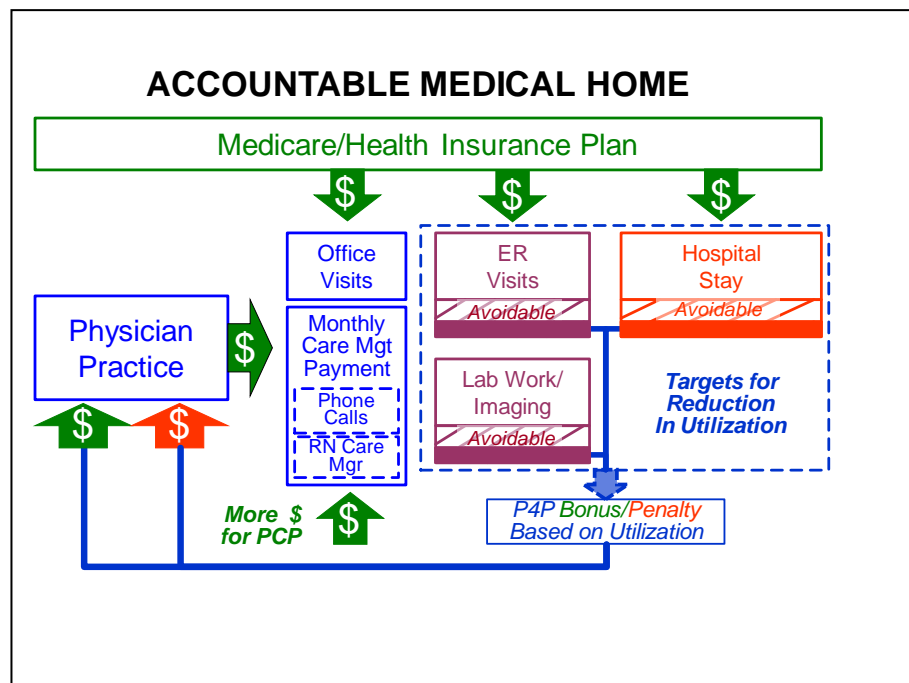 ACCOUNTABLE MEDICAL HOME
Medicare/Health Insurance Plan
$
$
$
Office
Visits
ER
Visits
Avoidable
Hospital
Stay
Avoidable
Physician
Practice
$
Monthly
Care Mgt
Payment
Phone
Calls
RN Care
Mgr
Lab Work/
Imaging
Avoidable
Targets for
Reduction
In Utilization
$
$
More $
for PCP
$
P4P Bonus/Penalty
Based on Utilization